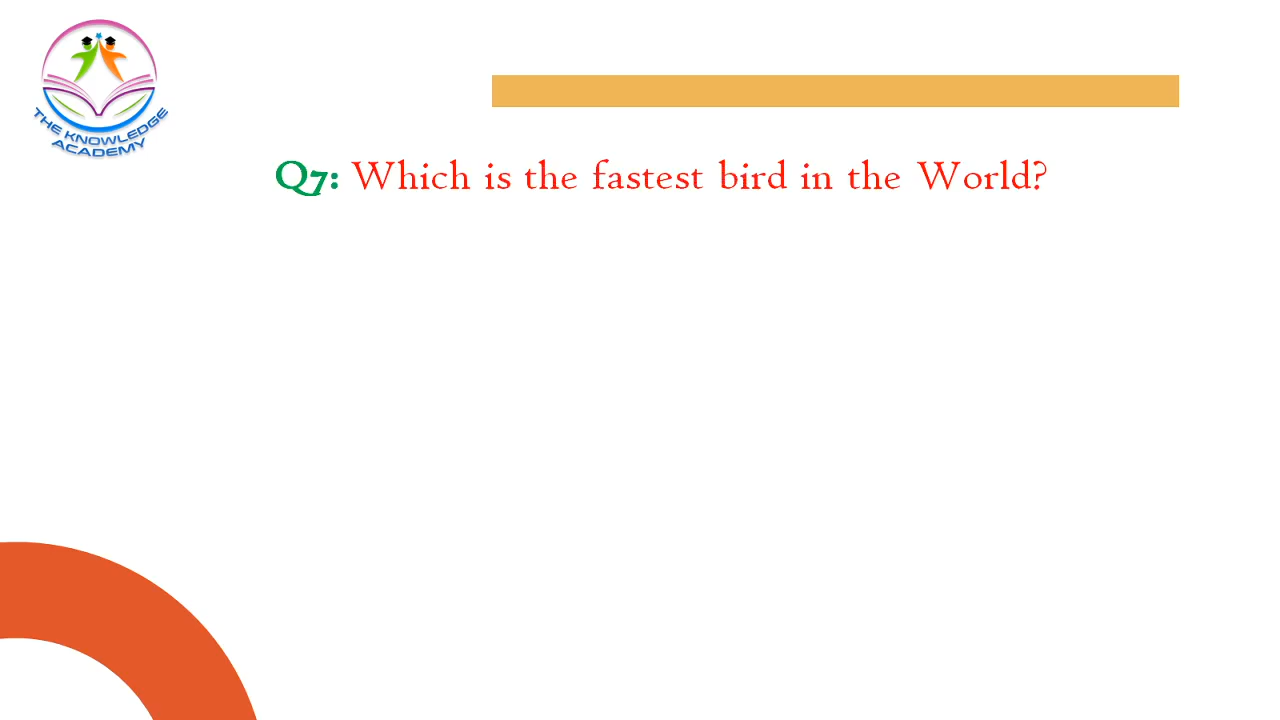 THE KNOWLEDGE
ACADEMY
Q7: Which is the fastest bird in the World?